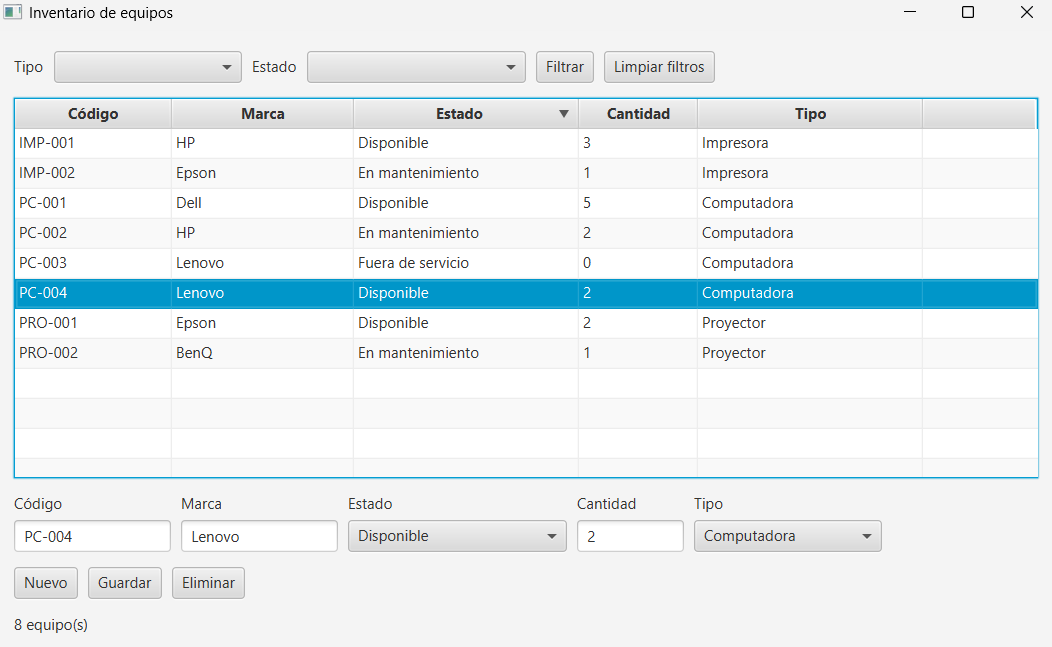 Inventario de equipos
Tipo Estado Filtrar Limpiar filtros
Código Marca Estado Cantidad Tipo
IMP-001 HP Disponible 3 Impresora
IMP-002 Epson En mantenimiento 1 Impresora
PC-001 Dell Disponible 5 Computadora
PC-002 HP En mantenimiento 2 Computadora
PC-003 Lenovo Fuera de servicio 0 Computadora
PC-004 Lenovo Disponible 2 Computadora
PRO-001 Epson Disponible 2 Proyector
PRO-002 BenQ En mantenimiento 1 Proyector
Código Marca Estado Cantidad Tipo
PC-004 Lenovo Disponible 2 Computadora
Nuevo Guardar Eliminar
8 equipo(s)